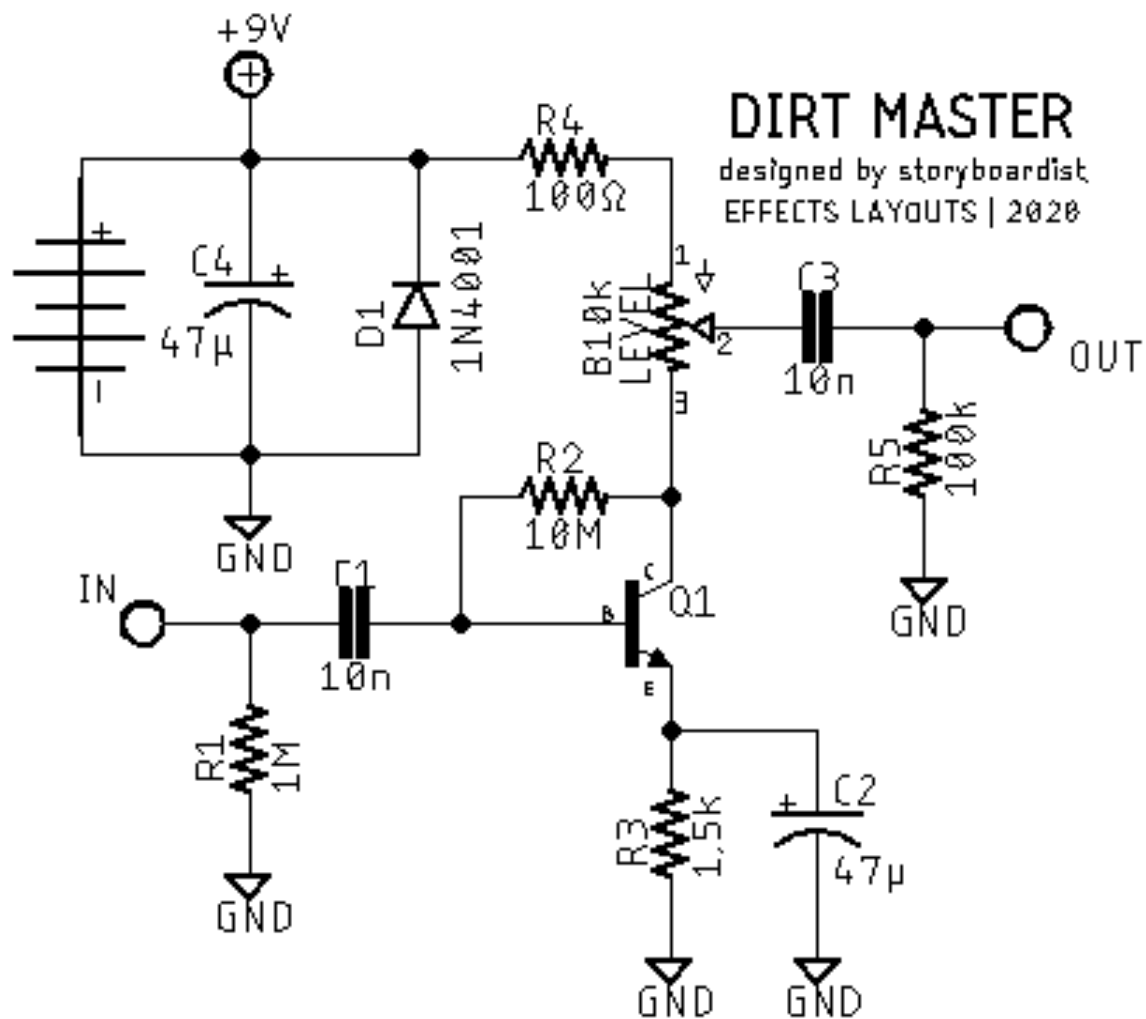 +9V
DIRT MASTER
designed by storyboardist
EFFECTS LAYOUTS | 2020
R4
100Ω
+
C4
+
47µ
-
D1
1N4001
B10k
LEVEL
1
2
3
C3
10n
OUT
R5
100k
GND
GND
R2
10M
IN
C1
10n
R1
1M
GND
C
B
E
Q1
R3
1,5k
GND
+
C2
47µ
GND